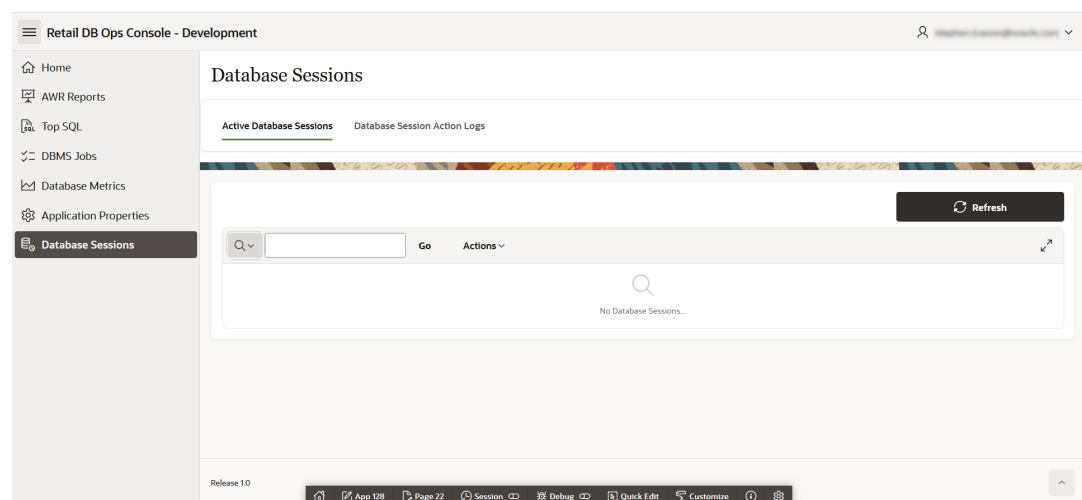 Retail DB Ops Console - Development
Home
AWR Reports
Top SQL
DBMS Jobs
Database Metrics
Application Properties
Database Sessions
Database Sessions
Active Database Sessions Database Session Action Logs
Refresh
Go Actions
No Database Sessions...
Release 1.0
App 128 Page 22 Session Debug Quick Edit Customize